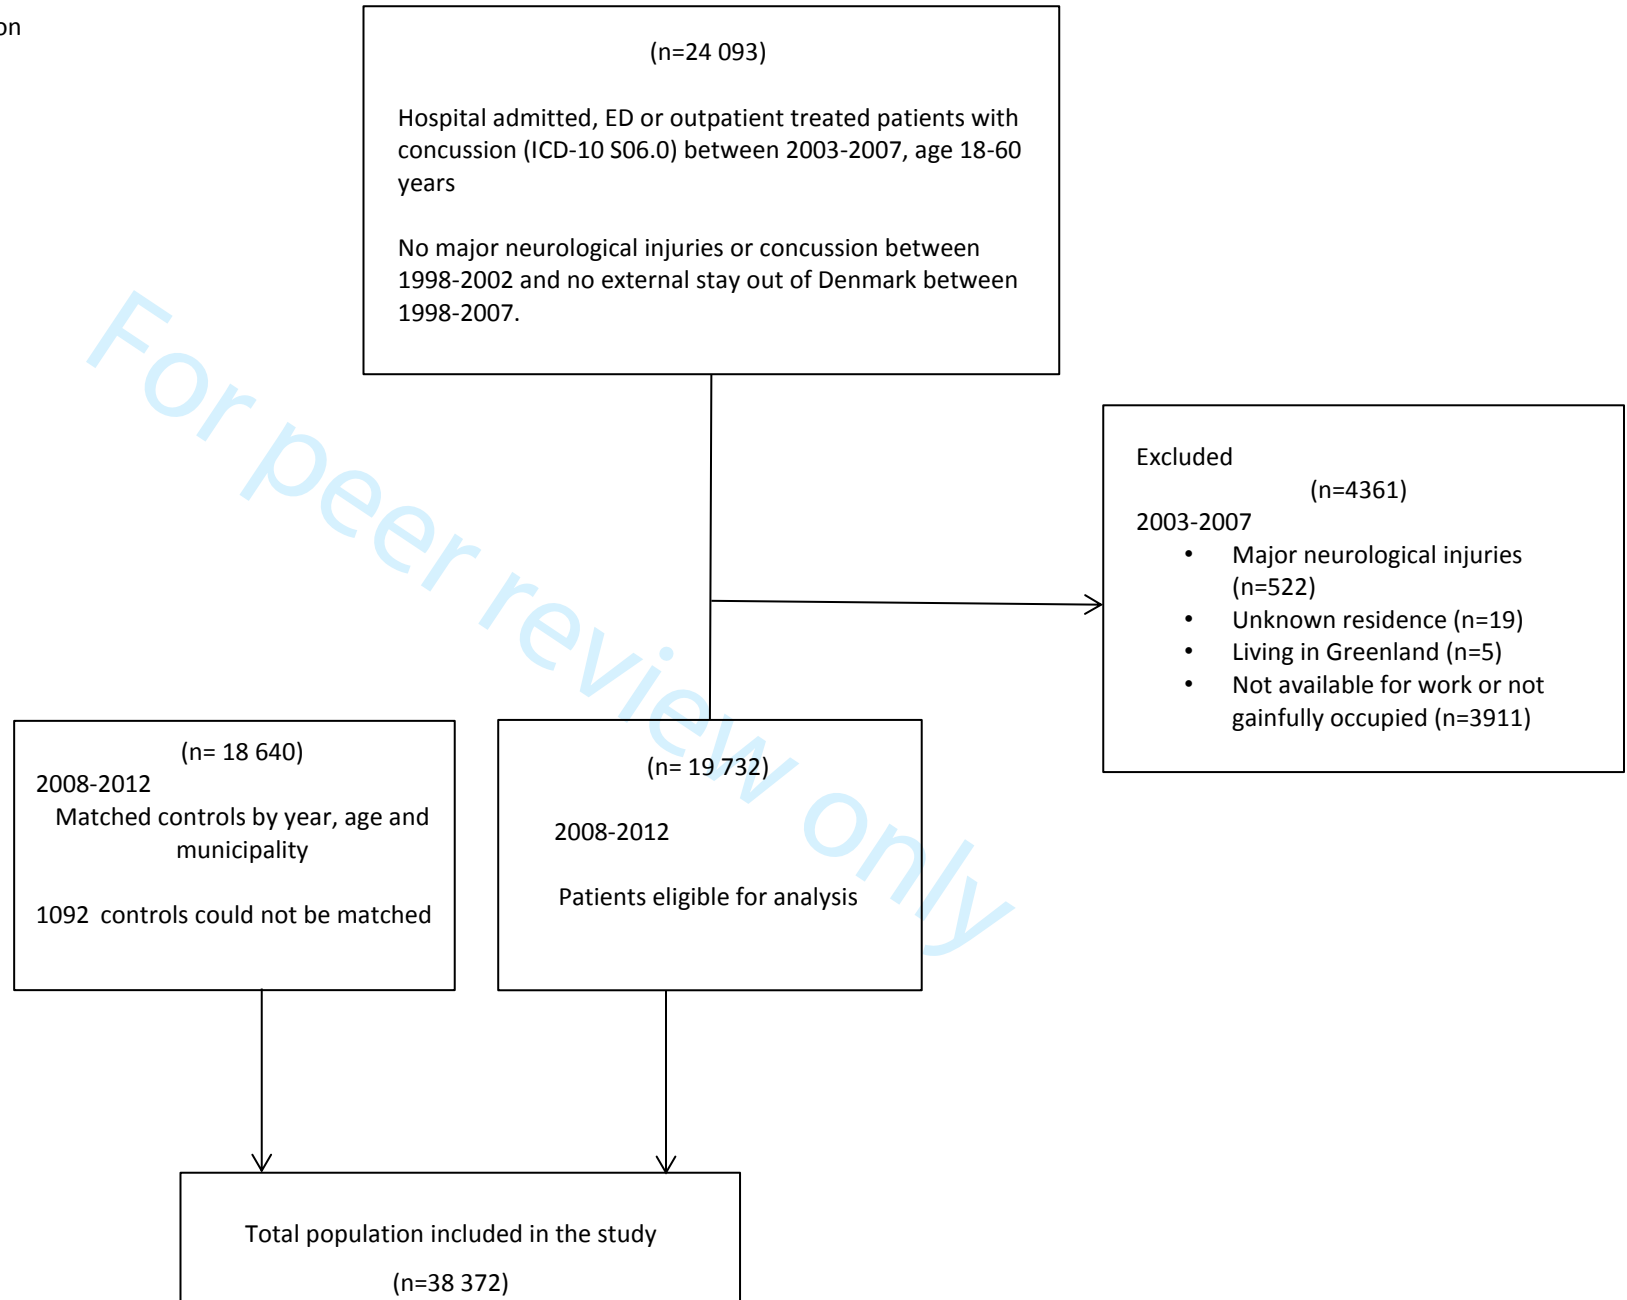 on
(n=24 093)
Hospital admitted, ED or outpatient treated patients with
concussion (ICD-10 S06.0) between 2003-2007, age 18-60
years
No major neurological injuries or concussion between
1998-2002 and no external stay out of Denmark between
1998-2007.
Excluded
(n=4361)
2003-2007
• Major neurological injuries
(n=522)
• Unknown residence (n=19)
• Living in Greenland (n=5)
• Not available for work or not
gainfully occupied (n=3911)
(n= 18 640)
2008-2012
Matched controls by year, age and
municipality
1092 controls could not be matched
(n= 19 732)
2008-2012
Patients eligible for analysis
Total population included in the study
(n=38 372)
For peer review only